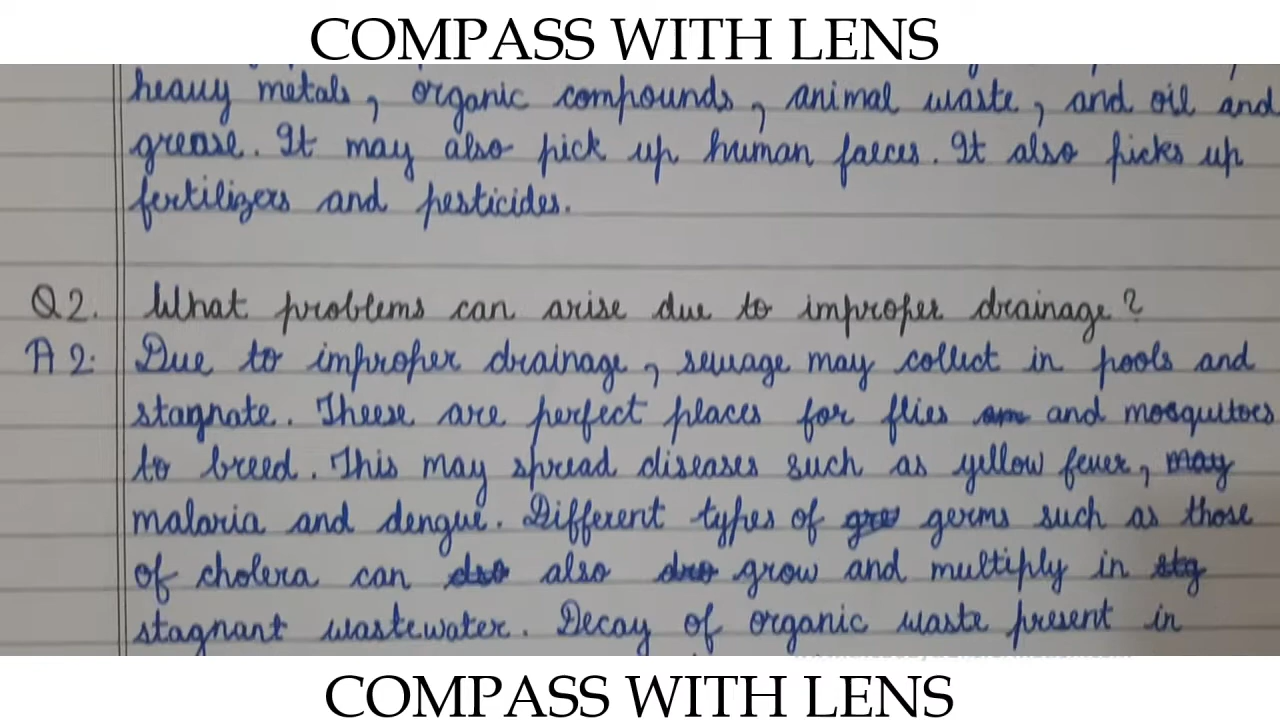 COMPASS WITH LENS
heavy metals, organic compounds, animal waste, and oil and
grease. It may also pick up human faeces. It also picks up
fertilizers and pesticides.
Q2. What problems can arise due to improper drainage?
A2. Due to improper drainage, sewage may collect in pools and
stagnate. Theese are perfect places for flies and mosquitoes
to breed. This may spread diseases such as yellow fever, may
malaria and dengue. Different types of germs such as those
of cholera can also grow and multiply in stg
stagnant wastewater. Decay of organic waste present in
COMPASS WITH LENS